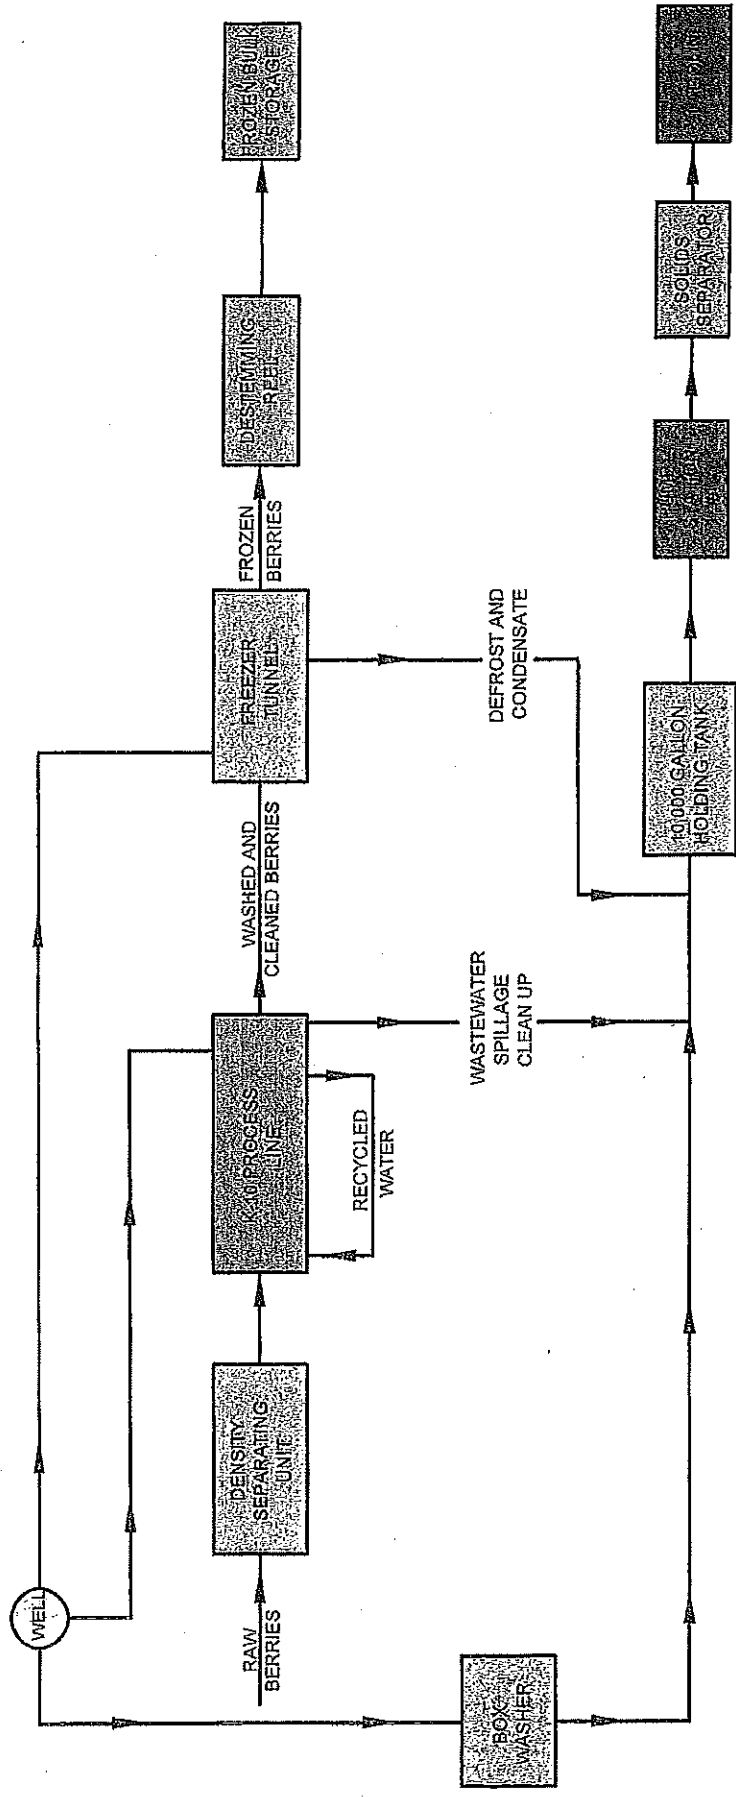 WELL
RAW
BERRIES
DENSITY
SEPARATING
UNIT
K-10 PROCESS
LINE
RECYCLED
WATER
WASHED AND
CLEANED BERRIES
FREEZER
TUNNEL
FROZEN
BERRIES
DESTEMMING
REEL
FROZEN BULK
STORAGE
BOX
WASHER
WASTEWATER
SPILLAGE
CLEAN UP
DEFROST AND
CONDENSATE
10,000 GALLON
HOLDING TANK
SOLIDS
SEPARATOR